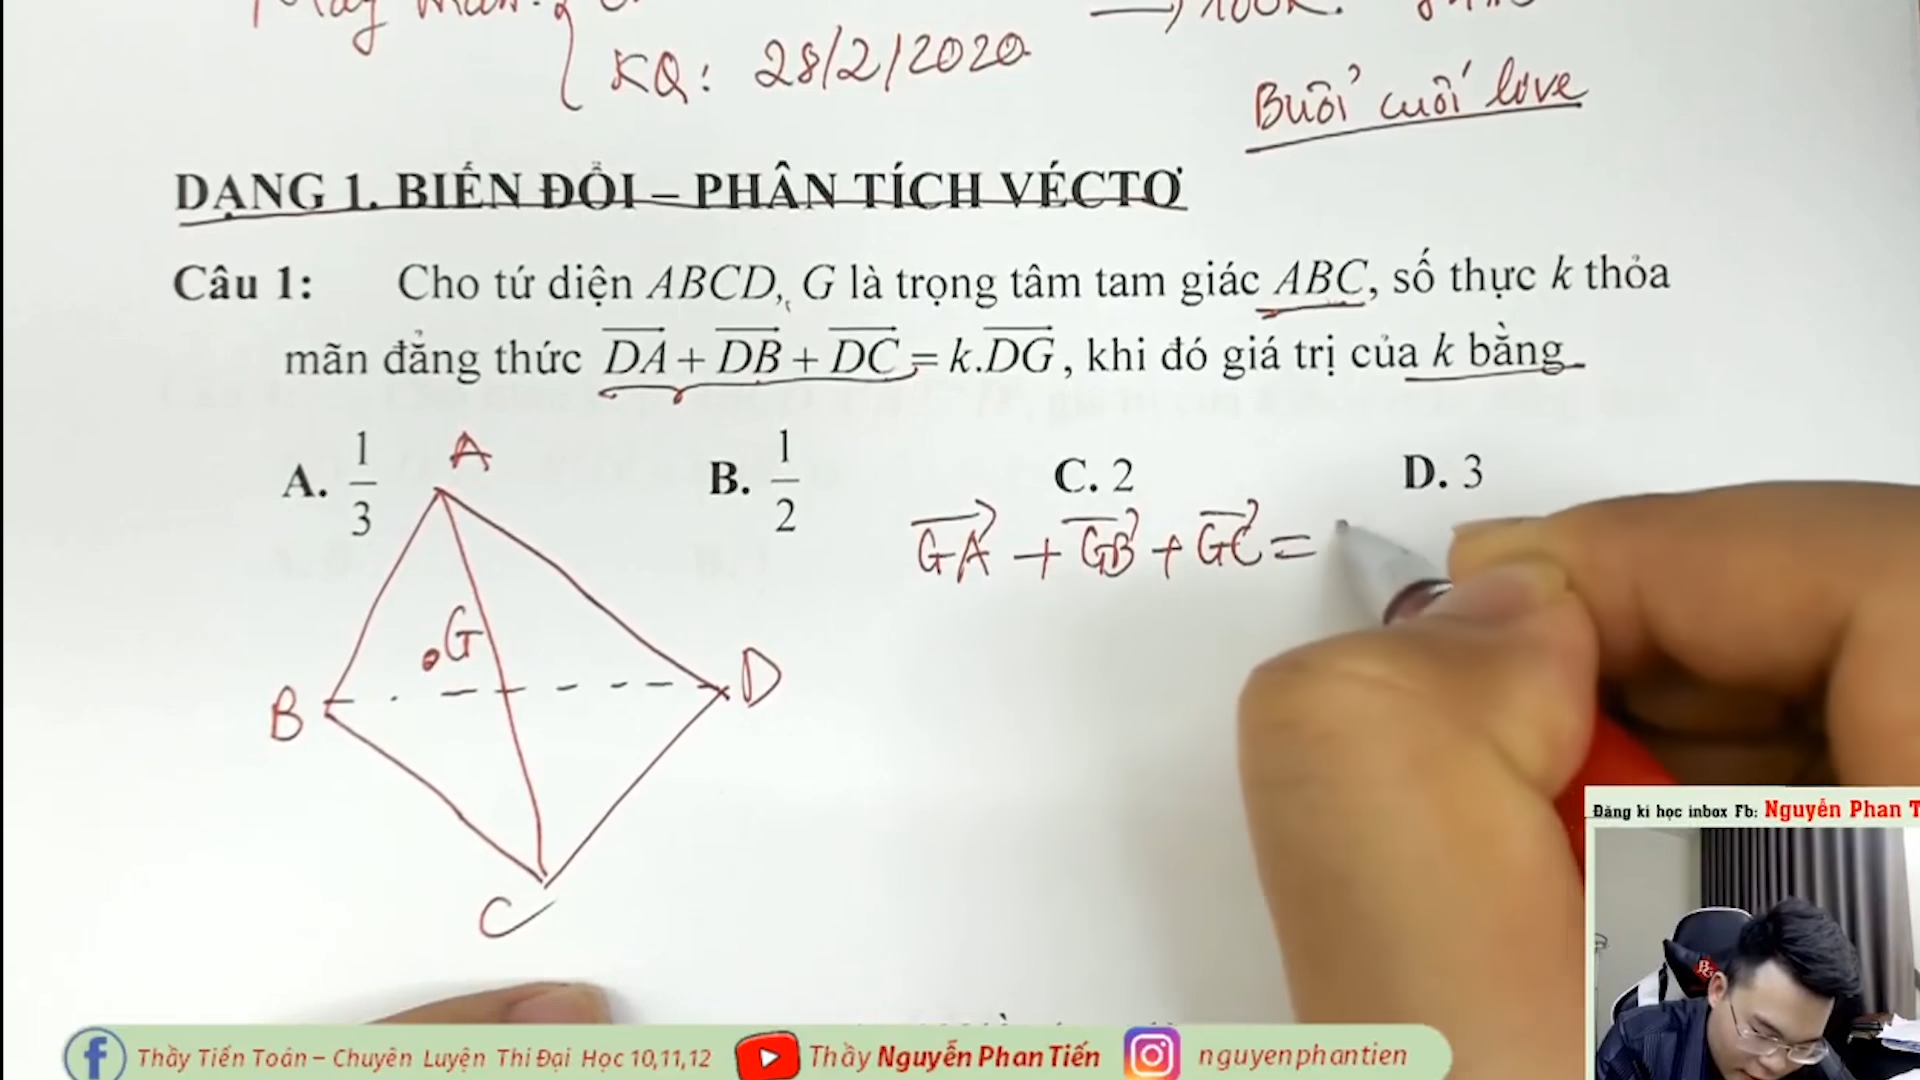 KQ: 28/2/2020
Buổi cuối love
DẠNG 1. BIẾN ĐỔI – PHÂN TÍCH VÉCTƠ
Câu 1: Cho tứ diện ABCD, G là trọng tâm tam giác ABC, số thực k thỏa
mãn đẳng thức DA + DB + DC = k.DG, khi đó giá trị của k bằng
A. 1/3 B. 1/2 C. 2 D. 3
GA + GB + GC =
A
G
B
D
C
Đăng kí học inbox Fb: Nguyễn Phan
Thầy Tiến Toán – Chuyên Luyện Thi Đại Học 10,11,12 Thầy Nguyễn Phan Tiến nguyenphantien